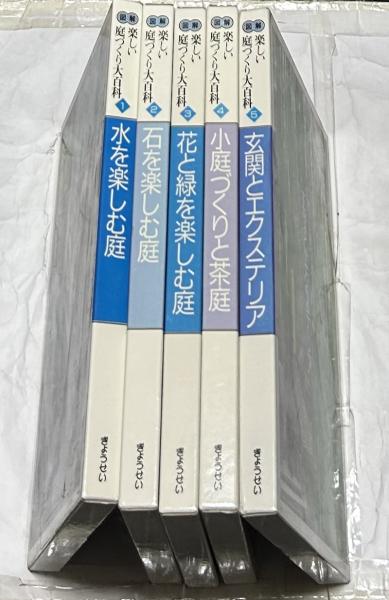 図解
楽しい
庭づくり大百科
1
水を楽しむ庭
ぎょうせい
図解
楽しい
庭づくり大百科
2
石を楽しむ庭
ぎょうせい
図解
楽しい
庭づくり大百科
3
花と緑を楽しむ庭
ぎょうせい
図解
楽しい
庭づくり大百科
4
小庭づくりと茶庭
ぎょうせい
図解
楽しい
庭づくり大百科
5
玄関とエクステリア
ぎょうせい